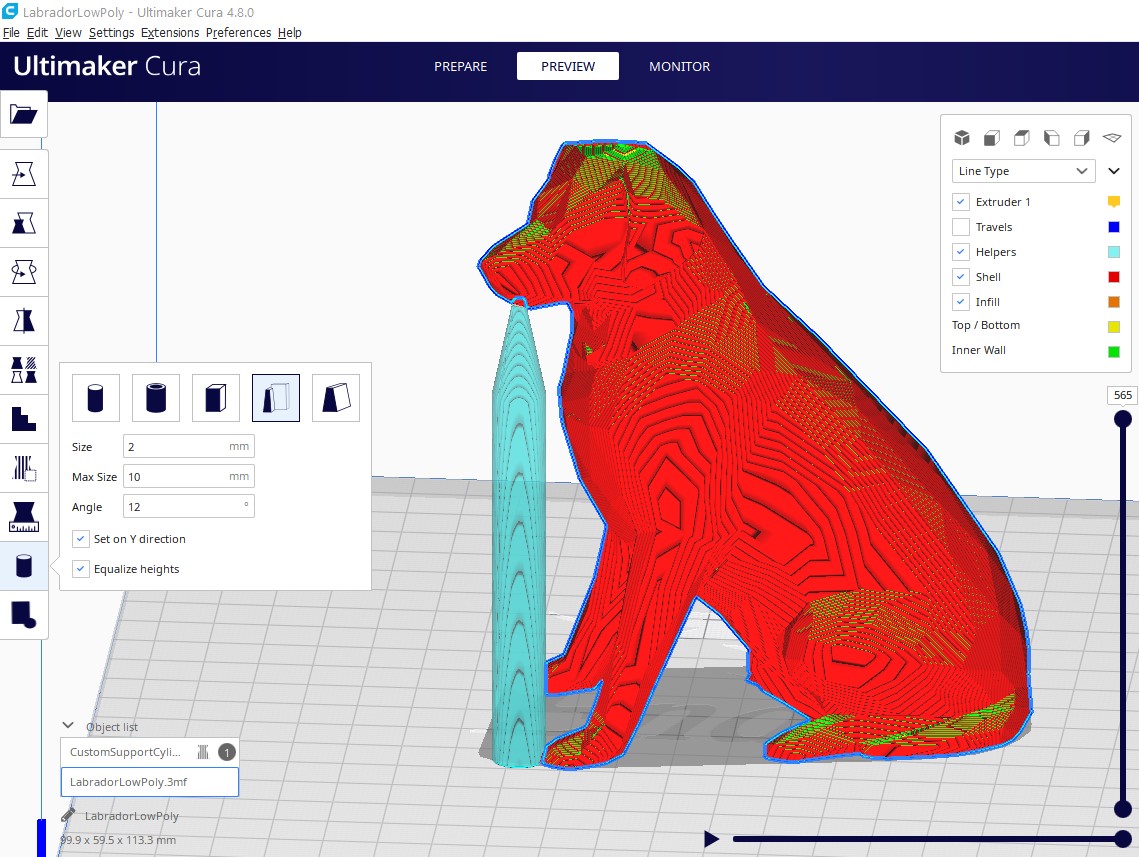 LabradorLowPoly - Ultimaker Cura 4.8.0
File Edit View Settings Extensions Preferences Help
Ultimaker Cura
PREPARE PREVIEW MONITOR
Line Type
Extruder 1
Travels
Helpers
Shell
Infill
Top / Bottom
Inner Wall
565
Size 2 mm
Max Size 10 mm
Angle 12 °
Set on Y direction
Equalize heights
Object list
CustomSupportCyli... 1
LabradorLowPoly.3mf
LabradorLowPoly
99.9 x 59.5 x 113.3 mm